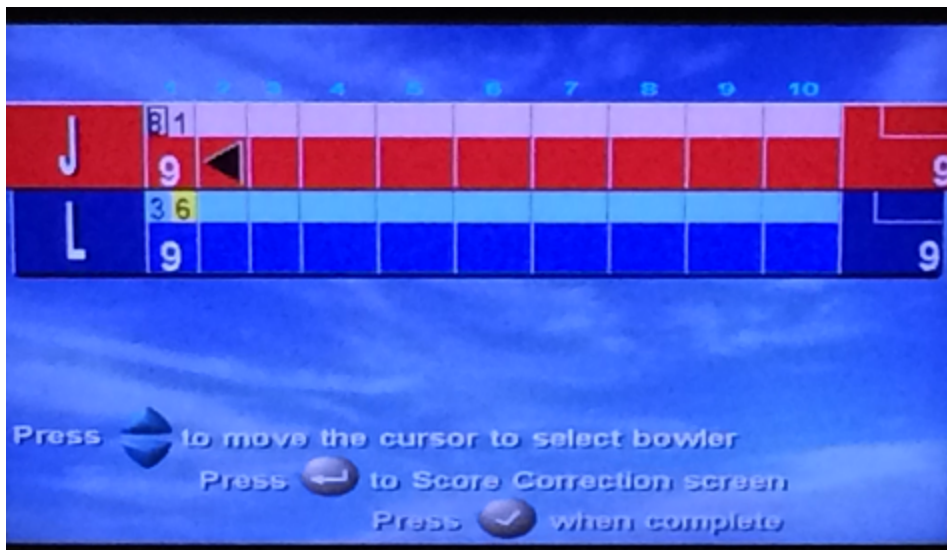 1 2 3 4 5 6 7 8 9 10
J 8 1
9 9
L 3 6
9 9
Press to move the cursor to select bowler
Press to Score Correction screen
Press when complete